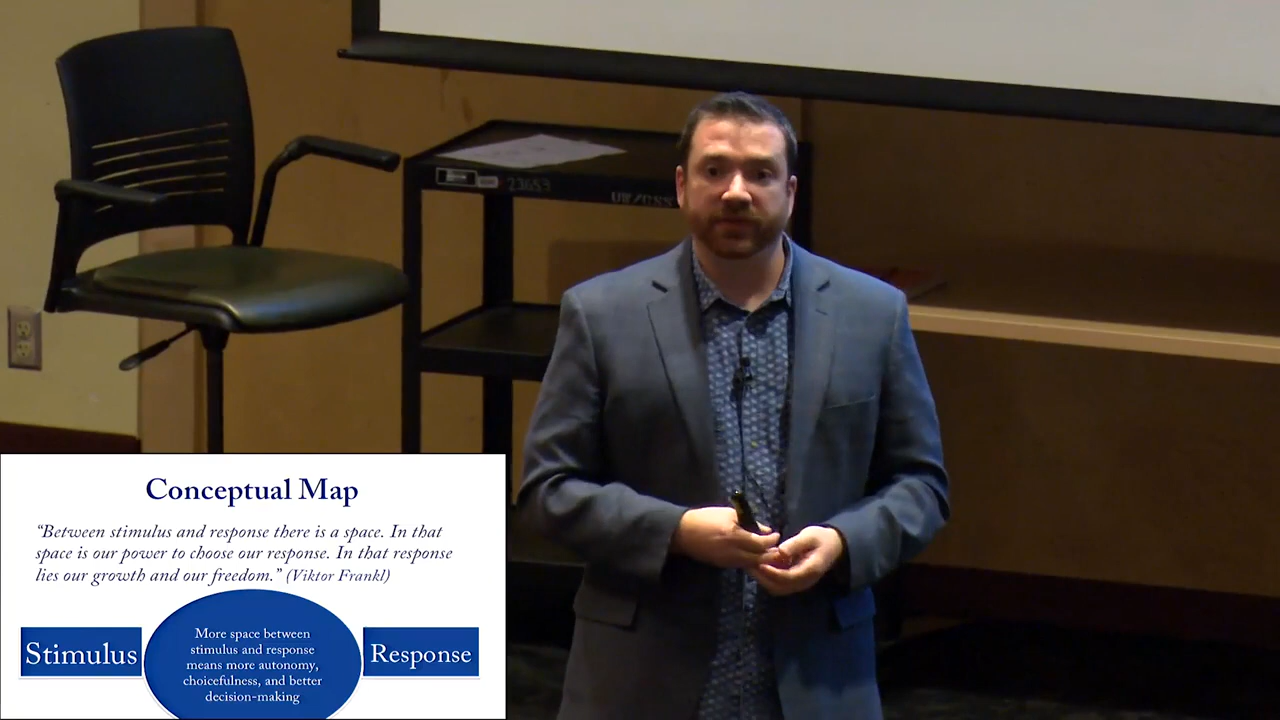 23653
Conceptual Map
“Between stimulus and response there is a space. In that
space is our power to choose our response. In that response
lies our growth and our freedom.” (Viktor Frankl)
Stimulus
More space between
stimulus and response
means more autonomy,
choicefulness, and better
decision-making
Response